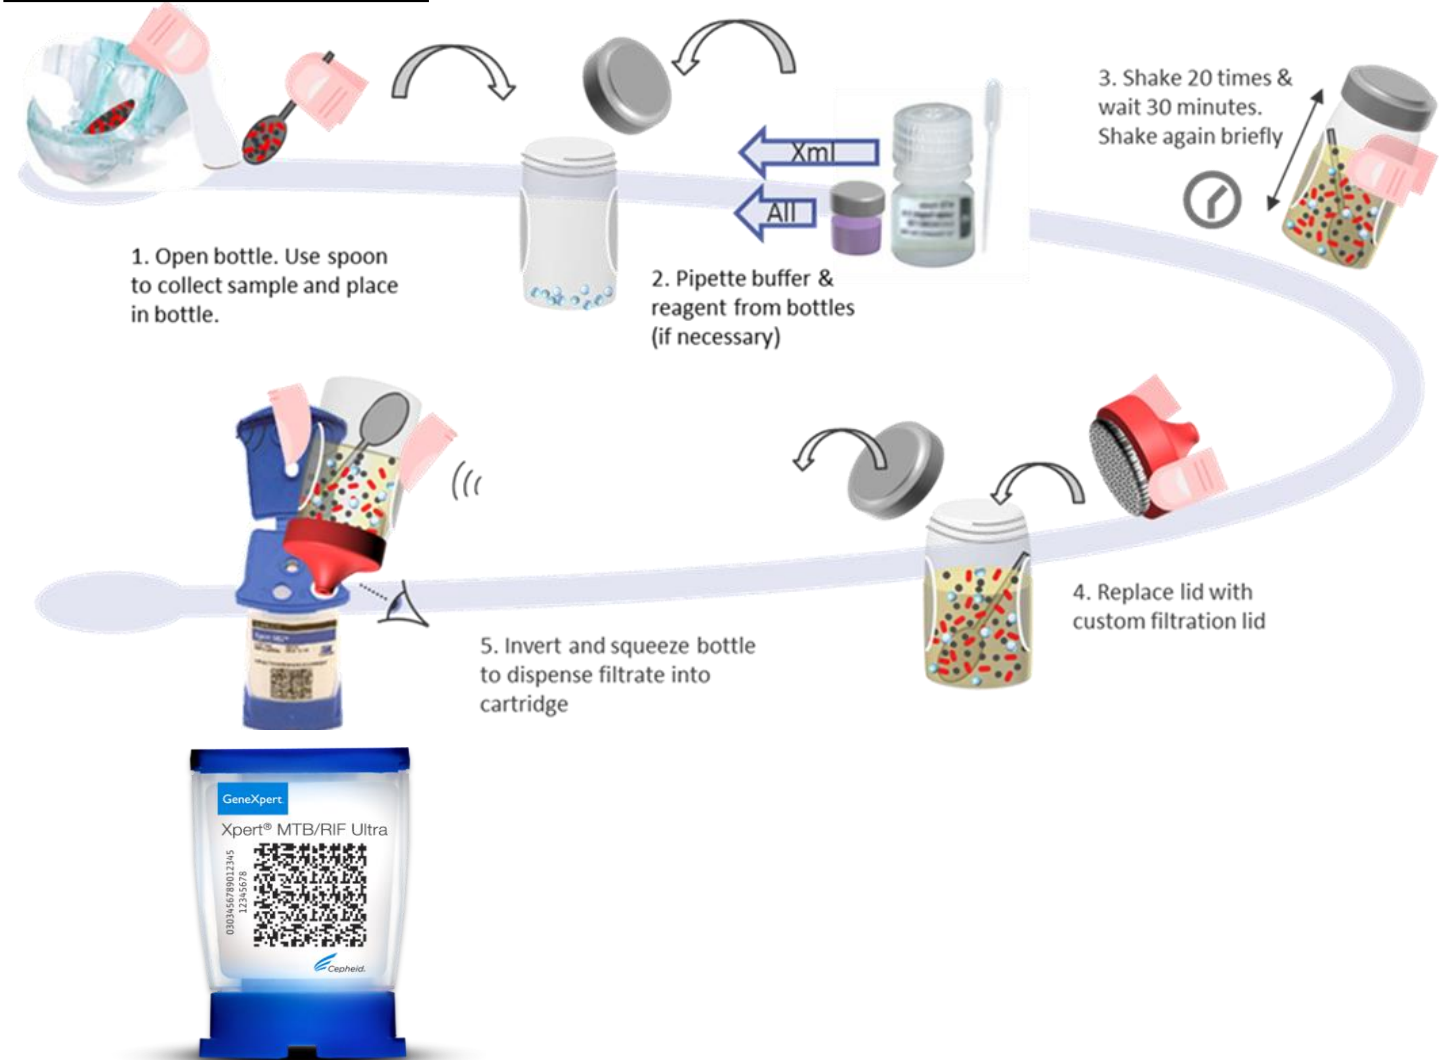 1. Open bottle. Use spoon
to collect sample and place
in bottle.
Xml
All
2. Pipette buffer &
reagent from bottles
(if necessary)
3. Shake 20 times &
wait 30 minutes.
Shake again briefly
4. Replace lid with
custom filtration lid
5. Invert and squeeze bottle
to dispense filtrate into
cartridge
GeneXpert
Xpert® MTB/RIF Ultra
0303456789012345
12345678
Cepheid.